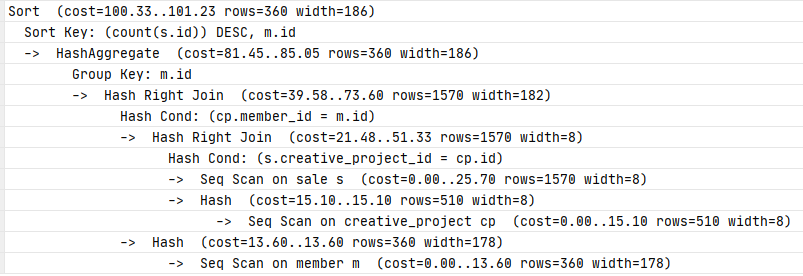 Sort  (cost=100.33..101.23 rows=360 width=186)
  Sort Key: (count(s.id)) DESC, m.id
  ->  HashAggregate  (cost=81.45..85.05 rows=360 width=186)
        Group Key: m.id
        ->  Hash Right Join  (cost=39.58..73.60 rows=1570 width=182)
              Hash Cond: (cp.member_id = m.id)
              ->  Hash Right Join  (cost=21.48..51.33 rows=1570 width=8)
                    Hash Cond: (s.creative_project_id = cp.id)
                    ->  Seq Scan on sale s  (cost=0.00..25.70 rows=1570 width=8)
                    ->  Hash  (cost=15.10..15.10 rows=510 width=8)
                          ->  Seq Scan on creative_project cp  (cost=0.00..15.10 rows=510 width=8)
              ->  Hash  (cost=13.60..13.60 rows=360 width=178)
                    ->  Seq Scan on member m  (cost=0.00..13.60 rows=360 width=178)